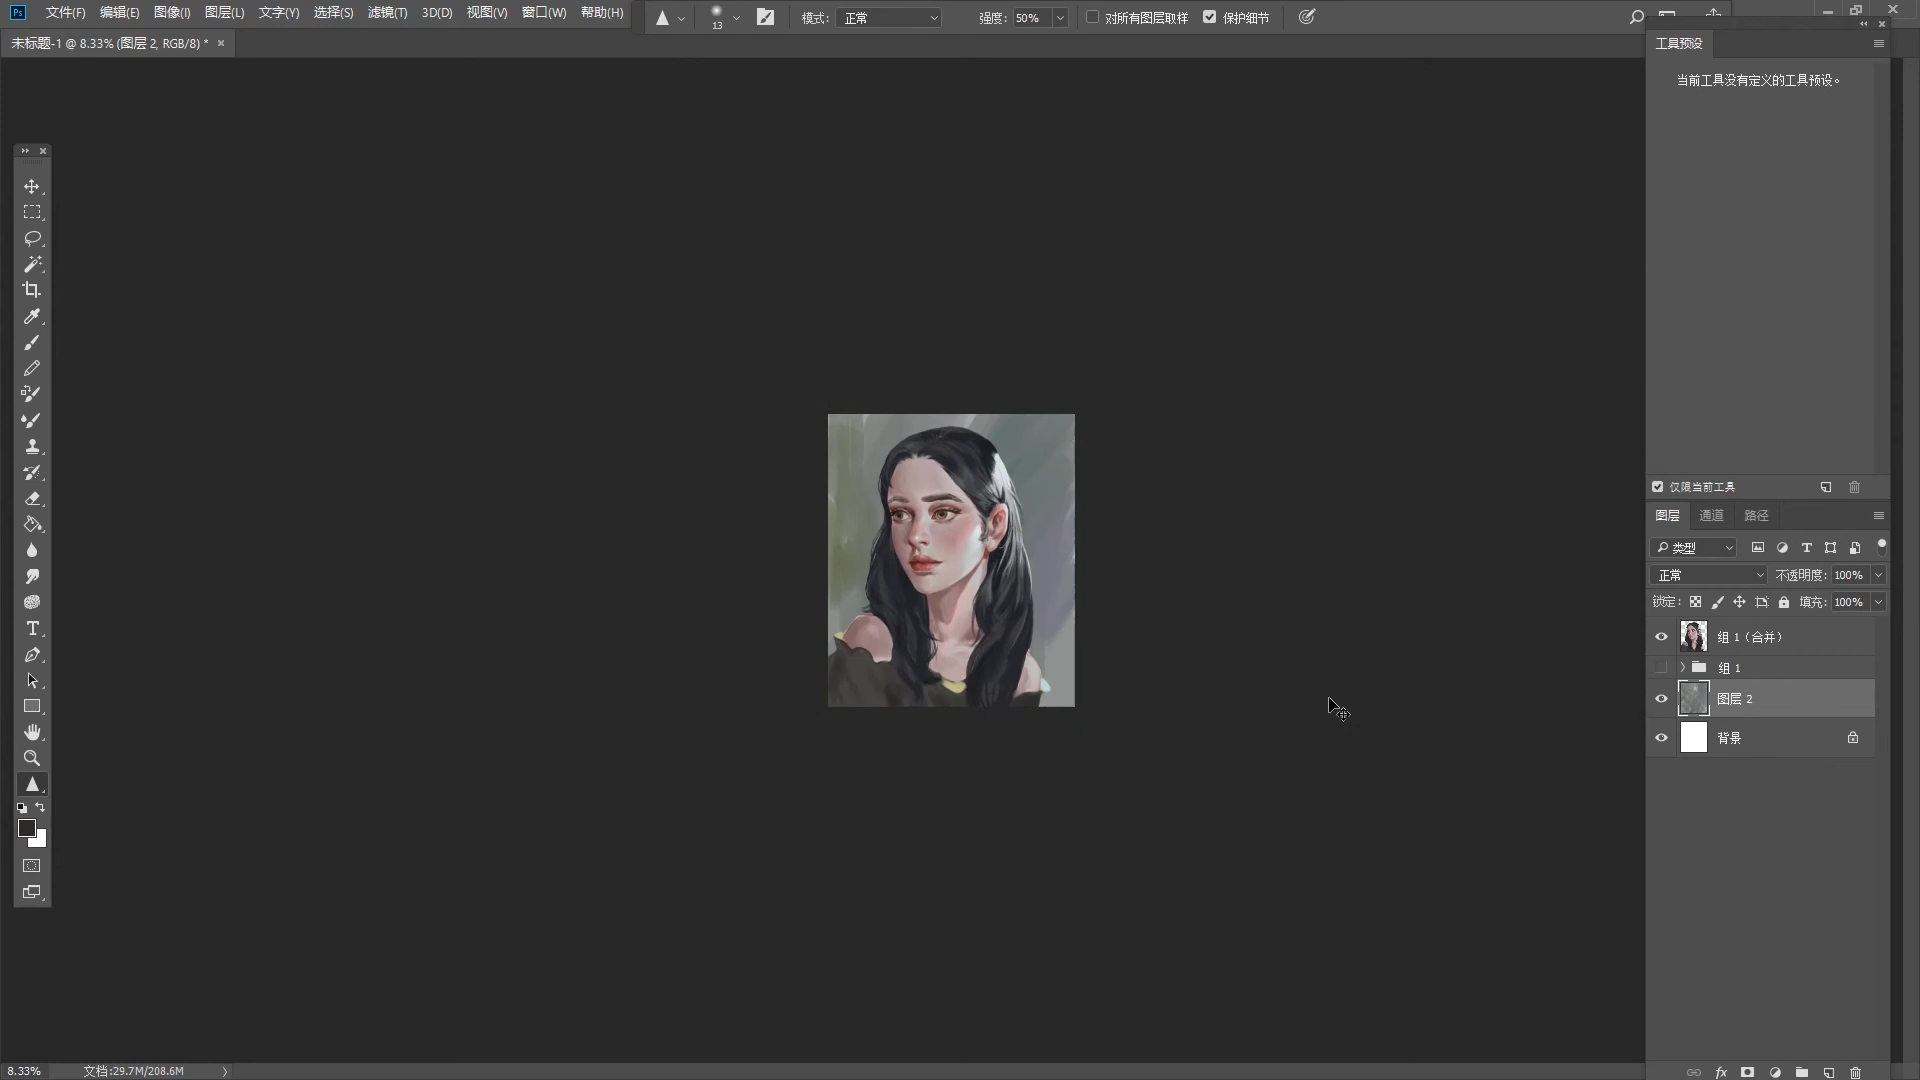 Ps 文件(F) 编辑(E) 图像(I) 图层(L) 文字(Y) 选择(S) 滤镜(T) 3D(D) 视图(V) 窗口(W) 帮助(H)
13 模式: 正常 强度: 50% 对所有图层取样 保护细节
未标题-1 @ 8.33% (图层 2, RGB/8) *
工具预设
当前工具没有定义的工具预设。
仅限当前工具
图层 通道 路径
类型
正常 不透明度: 100%
锁定: 填充: 100%
组 1 (合并)
组 1
图层 2
背景
8.33% 文档:29.7M/208.6M
fx